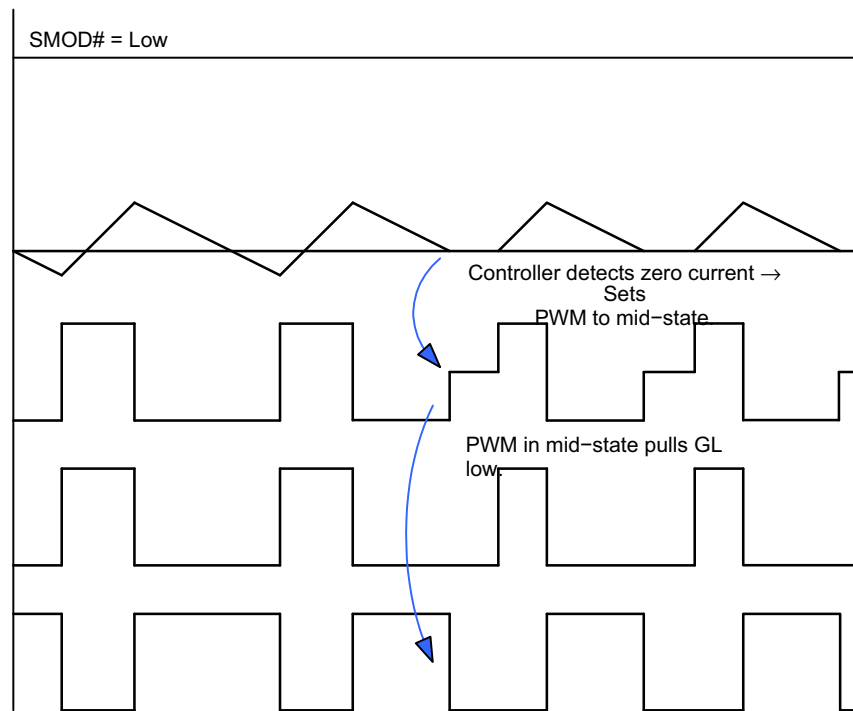 SMOD# = Low
Controller detects zero current →
Sets
PWM to mid−state.
PWM in mid−state pulls GL
low.